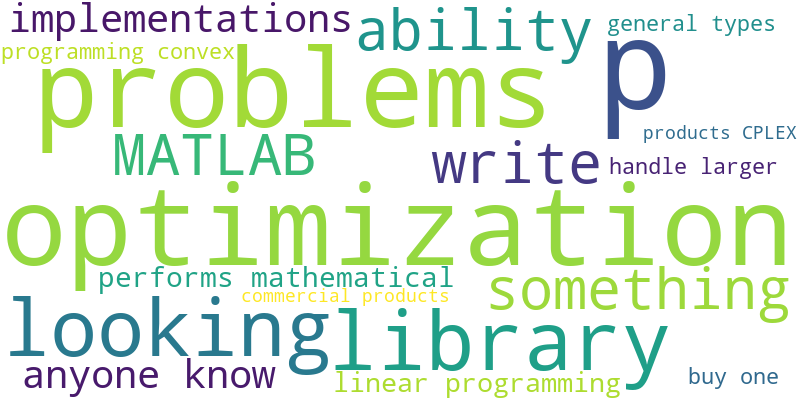 implementations
ability
general types
programming convex
problems
p
products CPLEX
MATLAB
write
handle larger
optimization
performs mathematical
something
commercial products
looking
library
anyone know
linear programming
buy one